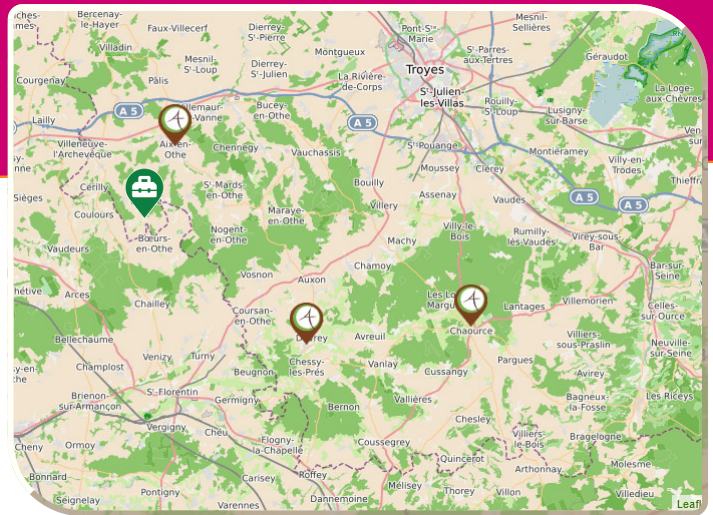 Bercenay-
le-Hayer
Faux-Villecerf
Dierrey-
Sᵗ-Pierre
Pont-Sᵗᵉ-
Marie
Mesnil-
Sellières
Villadin
Mesnil-
Sᵗ-Loup
Dierrey-
Sᵗ-Julien
Montgueux
Troyes
Sᵗ-Parres-
aux-Tertres
Géraudot
Courgenay
Pâlis
La Rivière-
de-Corps
Sᵗ-Julien-
les-Villas
La Loge-
aux-Chèvres
Lailly
A 5
Bucey-
en-Othe
A 5
Rouilly-
Sᵗ-Loup
Lusigny-
sur-Barse
Villeneuve-
l'Archevêque
Aix-en-
Othe
Chennegy
Vauchassis
Sᵗ-Pouange
Moussey
Clérey
Montiéramey
Villy-en-
Trodes
Cérilly
Sᵗ-Mards-
en-Othe
Bouilly
Assenay
Vaudes
A 5
A 5
Sièges
Coulours
Maraye-
en-Othe
Villery
Villy-le-
Bois
Rumilly-
lès-Vaudes
Virey-sous-
Bar
Vaudeurs
Bœurs-
en-Othe
Nogent-
en-Othe
Machy
Chamoy
Bar-sur-
Seine
Vosnon
Auxon
Arces
Chailley
Coursan-
en-Othe
Lantages
Villemorien
Celles-
sur-Ource
Chaource
Bellechaume
Venizy
Turny
Avreuil
Villiers-
sous-Praslin
Neuville-
sur-Seine
Champlost
Beugnon
Chessy-
les-Prés
Vanlay
Cussangy
Pargues
Avirey
Brienon-
sur-Armançon
Sᵗ-Florentin
Germigny
Bernon
Vallières
Bagneux-
la-Fosse
Les Riceys
Vergigny
Chéu
Chesley
Cheny
Ormoy
Flogny-
la-Chapelle
Coussegrey
Villiers-
le-Bois
Bragelogne
Quincerot
Arthonnay
Molesme
Bonnard
Seignelay
Pontigny
Carisey
Roffey
Mélisey
Thorey
Villon
Villedieu
Varennes
Dannemoine
Leafl